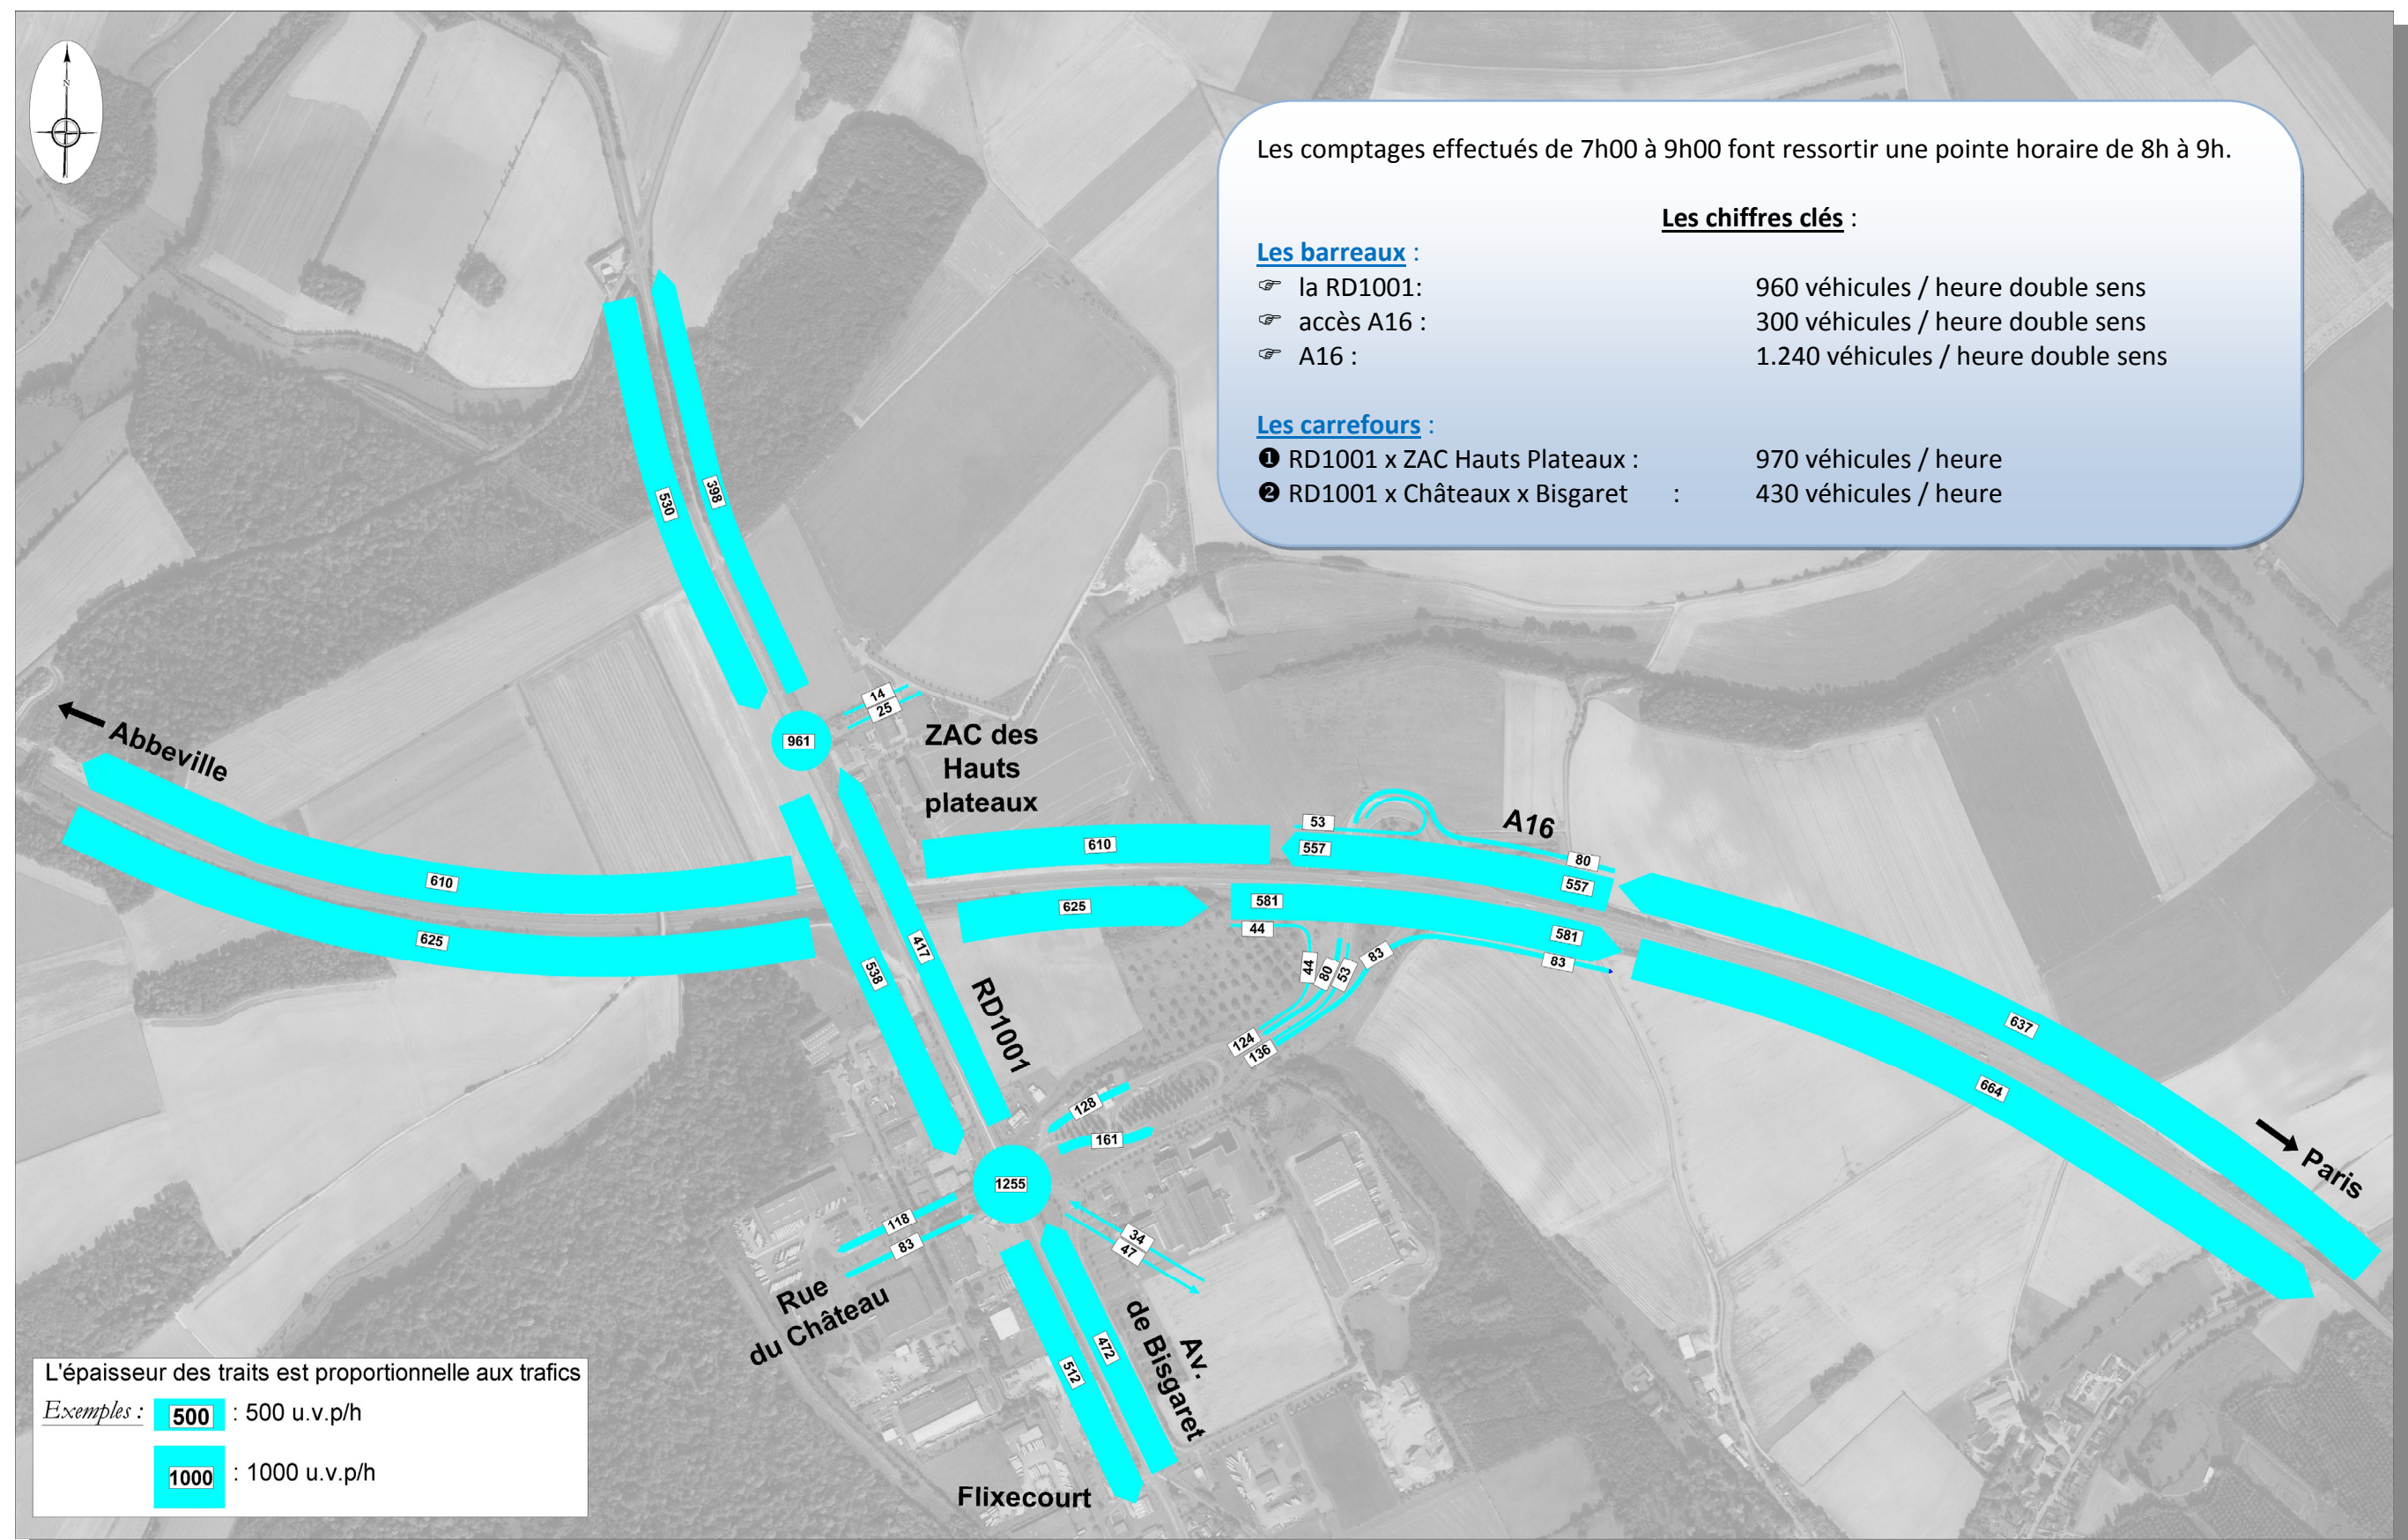 N
Les comptages effectués de 7h00 à 9h00 font ressortir une pointe horaire de 8h à 9h.
Les chiffres clés :
Les barreaux :
☞ la RD1001: 960 véhicules / heure double sens
☞ accès A16 : 300 véhicules / heure double sens
☞ A16 : 1.240 véhicules / heure double sens
Les carrefours :
❶ RD1001 x ZAC Hauts Plateaux : 970 véhicules / heure
❷ RD1001 x Châteaux x Bisgaret : 430 véhicules / heure
398
530
14
25
961
ZAC des
Hauts
plateaux
Abbeville
A16
53
557
80
557
610
610
625
625
581
44
581
83
417
538
RD1001
44
80
53
83
124
136
637
664
Paris
128
161
1255
118
83
34
47
Rue
du Château
Av.
de Bisgaret
472
512
Flixecourt
L'épaisseur des traits est proportionnelle aux trafics
Exemples : 500 : 500 u.v.p/h
1000 : 1000 u.v.p/h